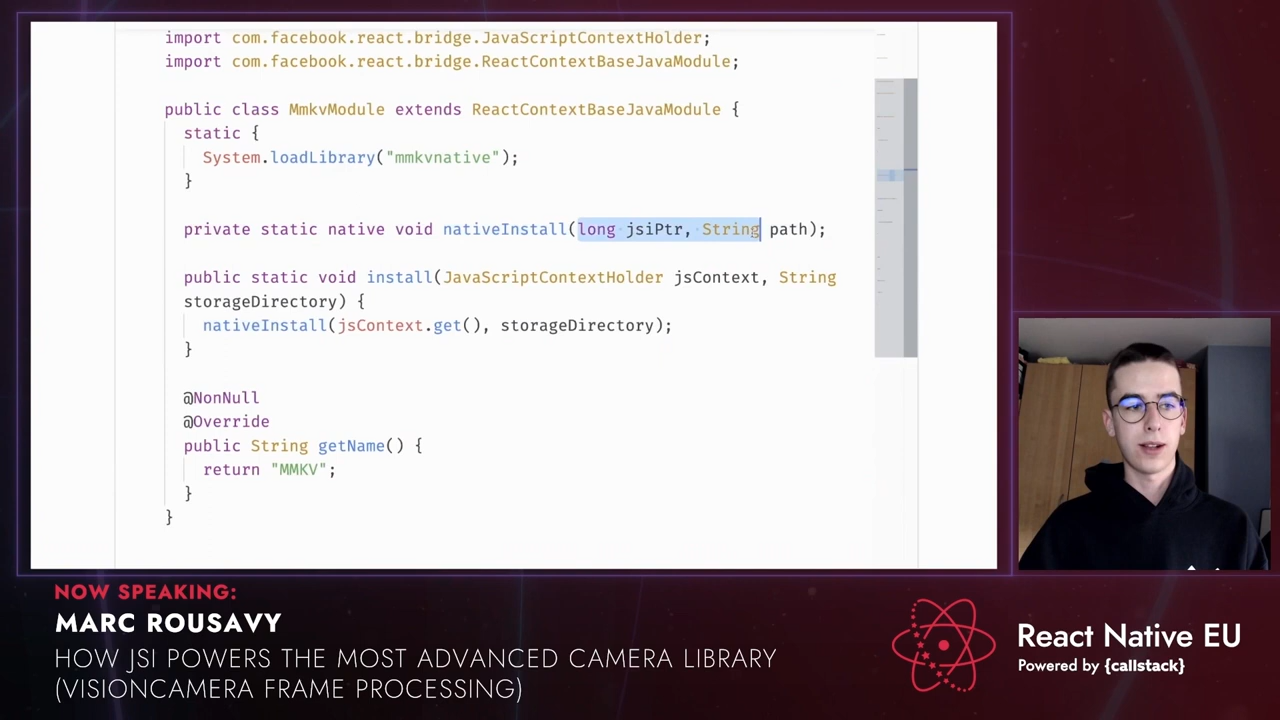 import com.facebook.react.bridge.JavaScriptContextHolder;
import com.facebook.react.bridge.ReactContextBaseJavaModule;
public class MmkvModule extends ReactContextBaseJavaModule {
static {
System.loadLibrary("mmkvnative");
}
private static native void nativeInstall(long jsiPtr, String path);
public static void install(JavaScriptContextHolder jsContext, String
storageDirectory) {
nativeInstall(jsContext.get(), storageDirectory);
}
@NonNull
@Override
public String getName() {
return "MMKV";
}
}
NOW SPEAKING:
MARC ROUSAVY
HOW JSI POWERS THE MOST ADVANCED CAMERA LIBRARY
(VISIONCAMERA FRAME PROCESSING)
React Native EU
Powered by {callstack}